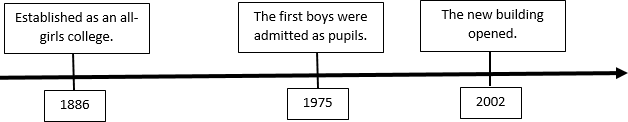 Established as an all-
girls college.
The first boys were
admitted as pupils.
The new building
opened.
1886
1975
2002